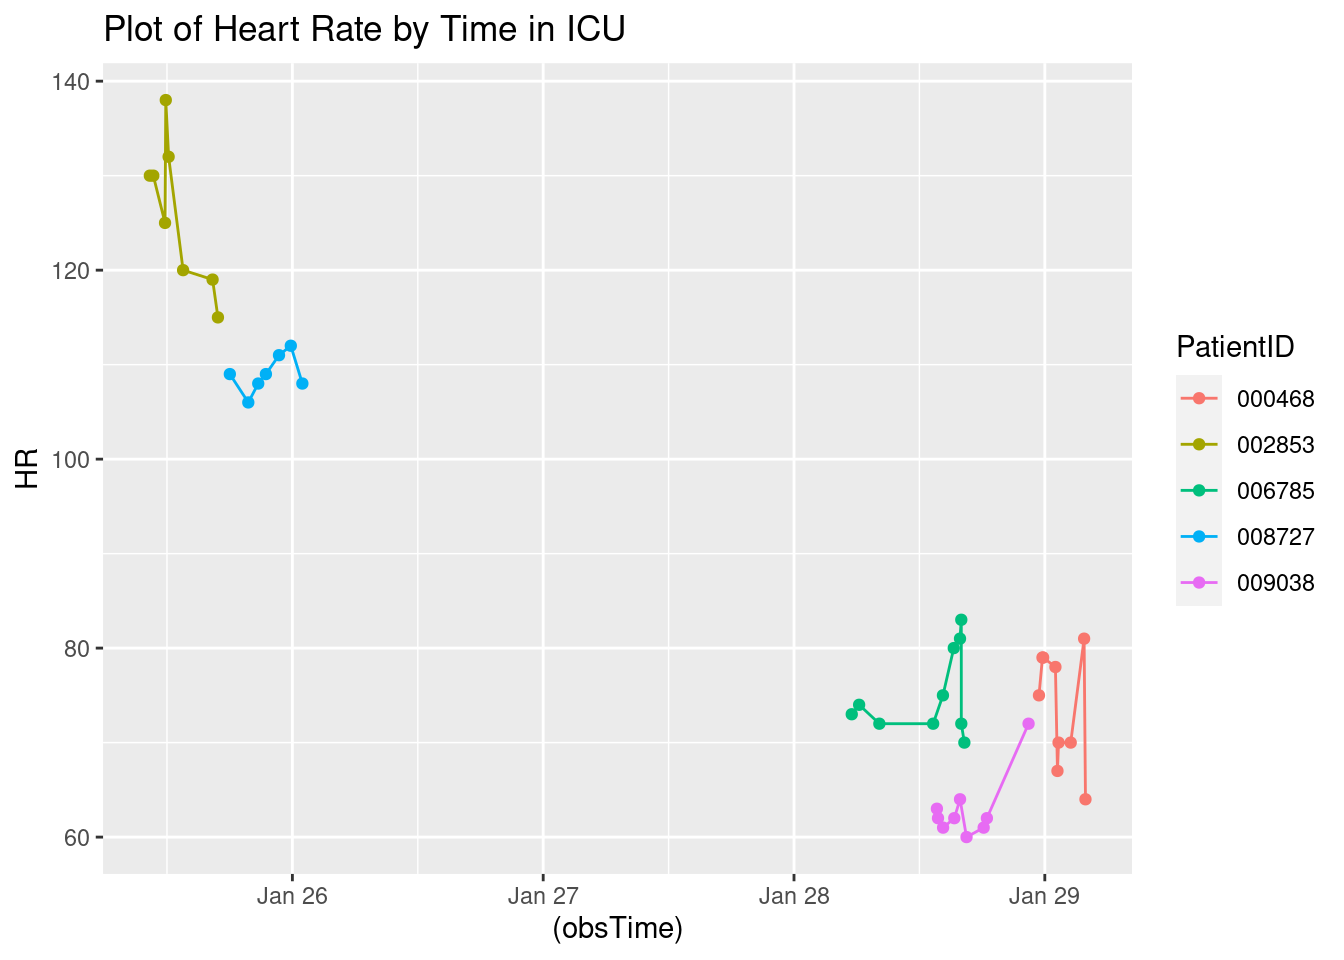 Plot of Heart Rate by Time in ICU
140
120
100
80
60
HR
Jan 26
Jan 27
Jan 28
Jan 29
(obsTime)
PatientID
000468
002853
006785
008727
009038